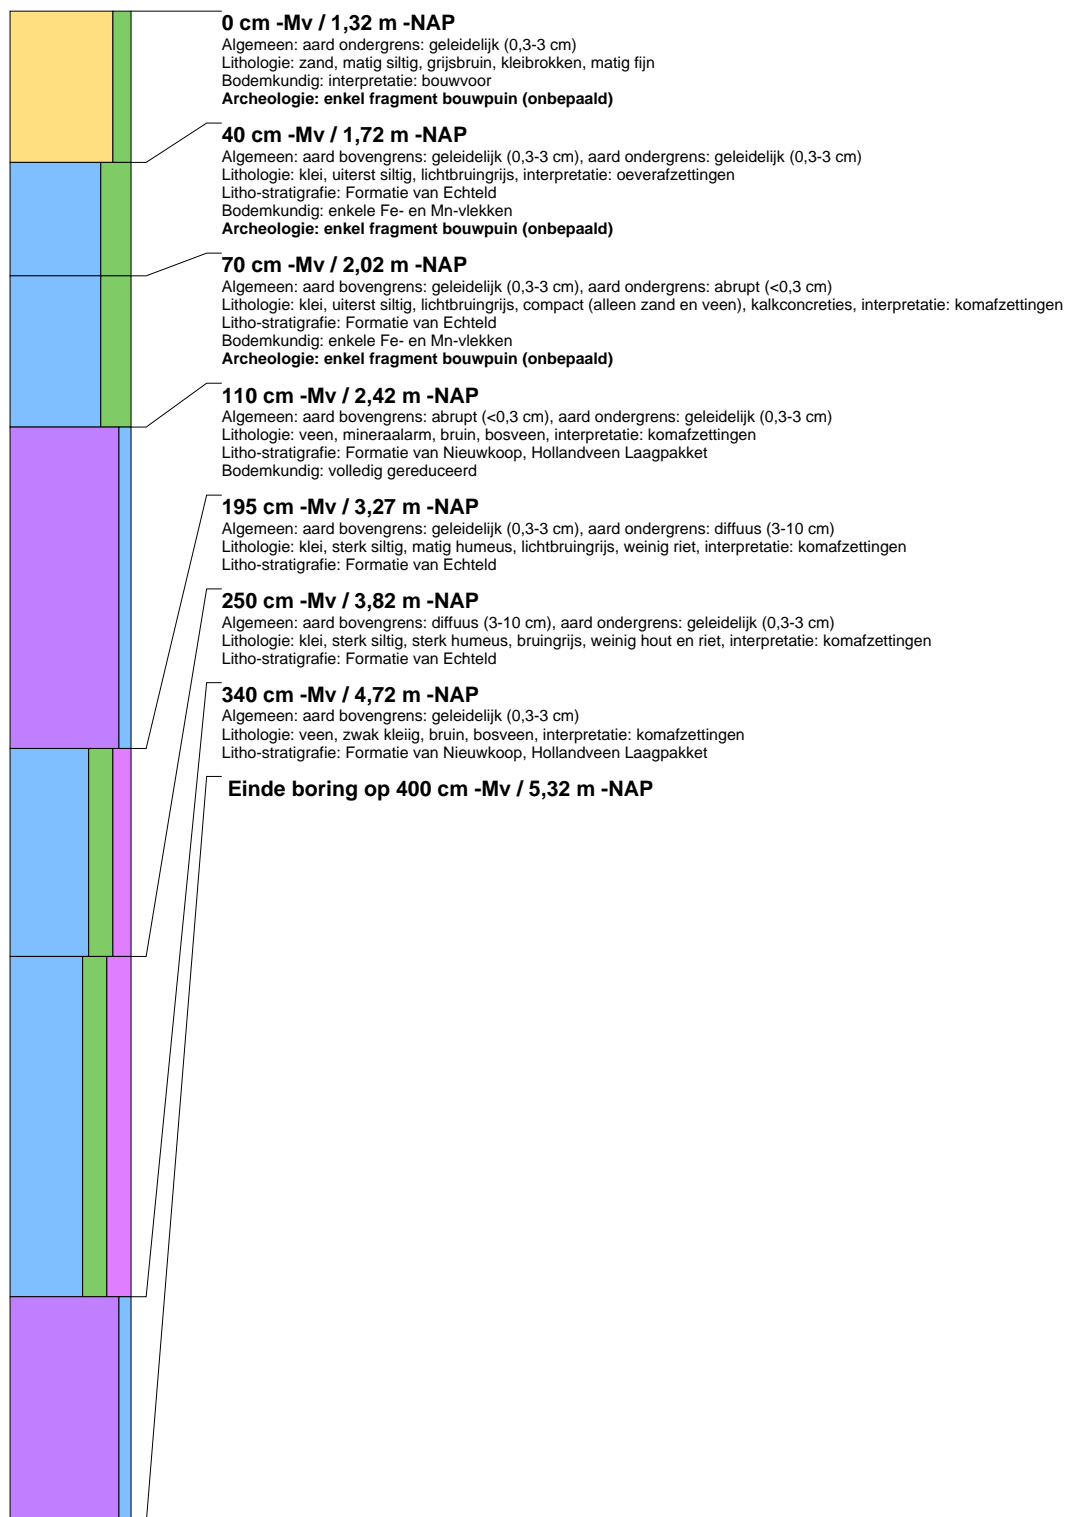 0 cm -Mv / 1,32 m -NAP
Algemeen: aard ondergrens: geleidelijk (0,3-3 cm)
Lithologie: zand, matig siltig, grijsbruin, kleibrokken, matig fijn
Bodemkundig: interpretatie: bouwvoor
Archeologie: enkel fragment bouwpuin (onbepaald)
40 cm -Mv / 1,72 m -NAP
Algemeen: aard bovengrens: geleidelijk (0,3-3 cm), aard ondergrens: geleidelijk (0,3-3 cm)
Lithologie: klei, uiterst siltig, lichtbruingrijs, interpretatie: oeverafzettingen
Litho-stratigrafie: Formatie van Echteld
Bodemkundig: enkele Fe- en Mn-vlekken
Archeologie: enkel fragment bouwpuin (onbepaald)
70 cm -Mv / 2,02 m -NAP
Algemeen: aard bovengrens: geleidelijk (0,3-3 cm), aard ondergrens: abrupt (<0,3 cm)
Lithologie: klei, uiterst siltig, lichtbruingrijs, compact (alleen zand en veen), kalkconcreties, interpretatie: komafzettingen
Litho-stratigrafie: Formatie van Echteld
Bodemkundig: enkele Fe- en Mn-vlekken
Archeologie: enkel fragment bouwpuin (onbepaald)
110 cm -Mv / 2,42 m -NAP
Algemeen: aard bovengrens: abrupt (<0,3 cm), aard ondergrens: geleidelijk (0,3-3 cm)
Lithologie: veen, mineraalarm, bruin, bosveen, interpretatie: komafzettingen
Litho-stratigrafie: Formatie van Nieuwkoop, Hollandveen Laagpakket
Bodemkundig: volledig gereduceerd
195 cm -Mv / 3,27 m -NAP
Algemeen: aard bovengrens: geleidelijk (0,3-3 cm), aard ondergrens: diffuus (3-10 cm)
Lithologie: klei, sterk siltig, matig humeus, lichtbruingrijs, weinig riet, interpretatie: komafzettingen
Litho-stratigrafie: Formatie van Echteld
250 cm -Mv / 3,82 m -NAP
Algemeen: aard bovengrens: diffuus (3-10 cm), aard ondergrens: geleidelijk (0,3-3 cm)
Lithologie: klei, sterk siltig, sterk humeus, bruingrijs, weinig hout en riet, interpretatie: komafzettingen
Litho-stratigrafie: Formatie van Echteld
340 cm -Mv / 4,72 m -NAP
Algemeen: aard bovengrens: geleidelijk (0,3-3 cm)
Lithologie: veen, zwak kleiig, bruin, bosveen, interpretatie: komafzettingen
Litho-stratigrafie: Formatie van Nieuwkoop, Hollandveen Laagpakket
Einde boring op 400 cm -Mv / 5,32 m -NAP